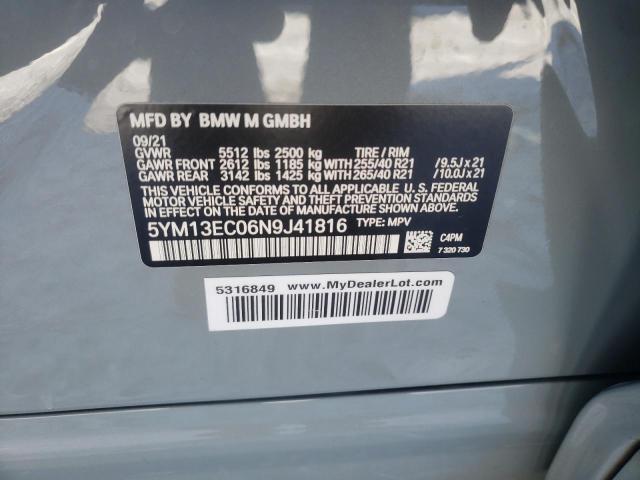 MFD BY BMW M GMBH
09/21
GVWR 5512 lbs 2500 kg TIRE / RIM
GAWR FRONT 2612 lbs 1185 kg WITH 255/40 R21 / 9.5J x 21
GAWR REAR 3142 lbs 1425 kg WITH 265/40 R21 / 10.0J x 21
THIS VEHICLE CONFORMS TO ALL APPLICABLE U. S. FEDERAL
MOTOR VEHICLE SAFETY AND THEFT PREVENTION STANDARDS IN
EFFECT ON THE DATE OF MANUFACTURE SHOWN ABOVE.
5YM13EC06N9J41816 TYPE: MPV
C4PM
7 320 730
5316849 www.MyDealerLot.com